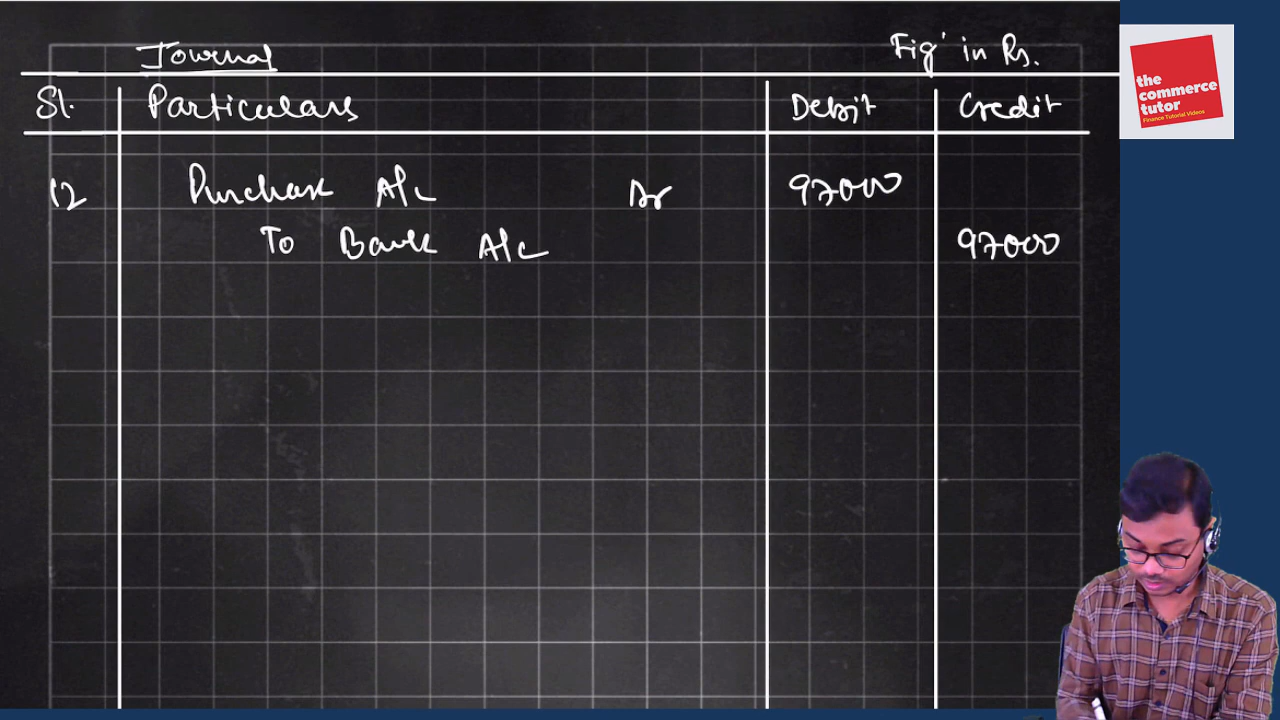 Journal Fig' in Rs.
Sl. Particulars Debit Credit
12 Purchase A/c Dr 97000
To Bank A/c 97000
the
commerce
tutor
Finance Tutorial Videos